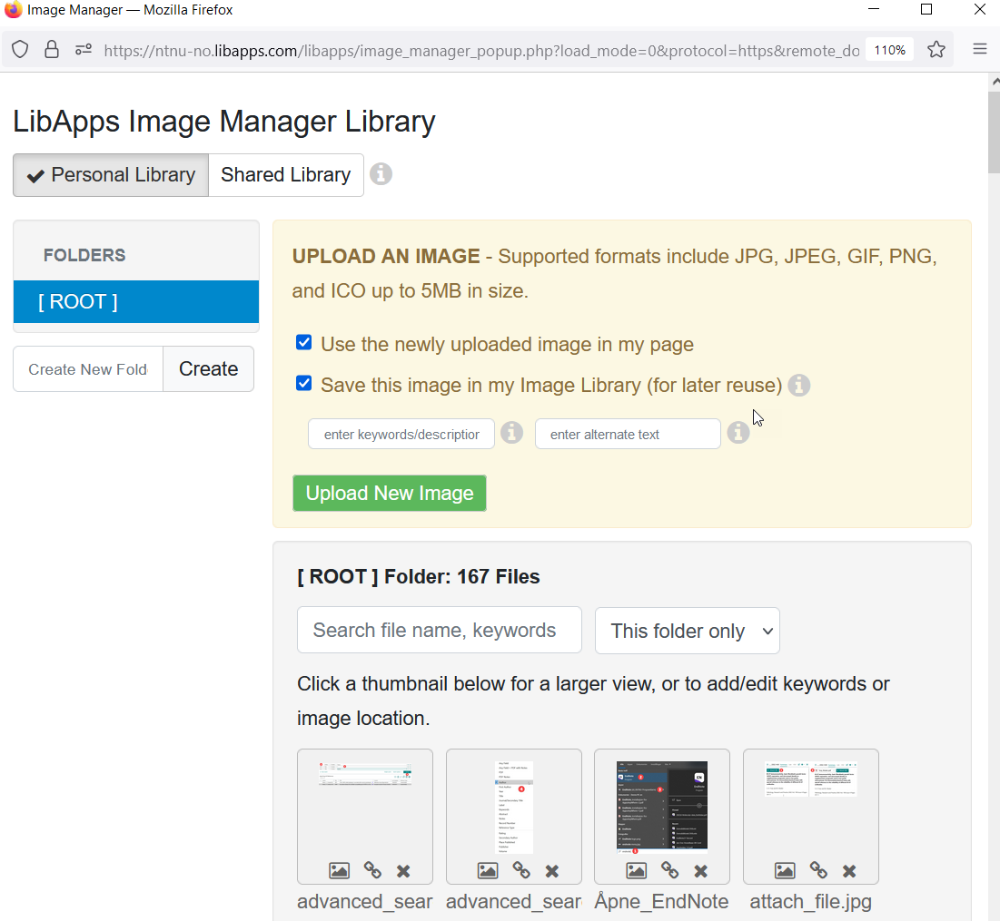 Image Manager — Mozilla Firefox
https://ntnu-no.libapps.com/libapps/image_manager_popup.php?load_mode=0&protocol=https&remote_do
110%
LibApps Image Manager Library
Personal Library
Shared Library
FOLDERS
[ ROOT ]
Create New Fold
Create
UPLOAD AN IMAGE - Supported formats include JPG, JPEG, GIF, PNG,
and ICO up to 5MB in size.
Use the newly uploaded image in my page
Save this image in my Image Library (for later reuse)
enter keywords/description
enter alternate text
Upload New Image
[ ROOT ] Folder: 167 Files
Search file name, keywords
This folder only
Click a thumbnail below for a larger view, or to add/edit keywords or
image location.
advanced_sear
advanced_sear
Åpne_EndNote
attach_file.jpg